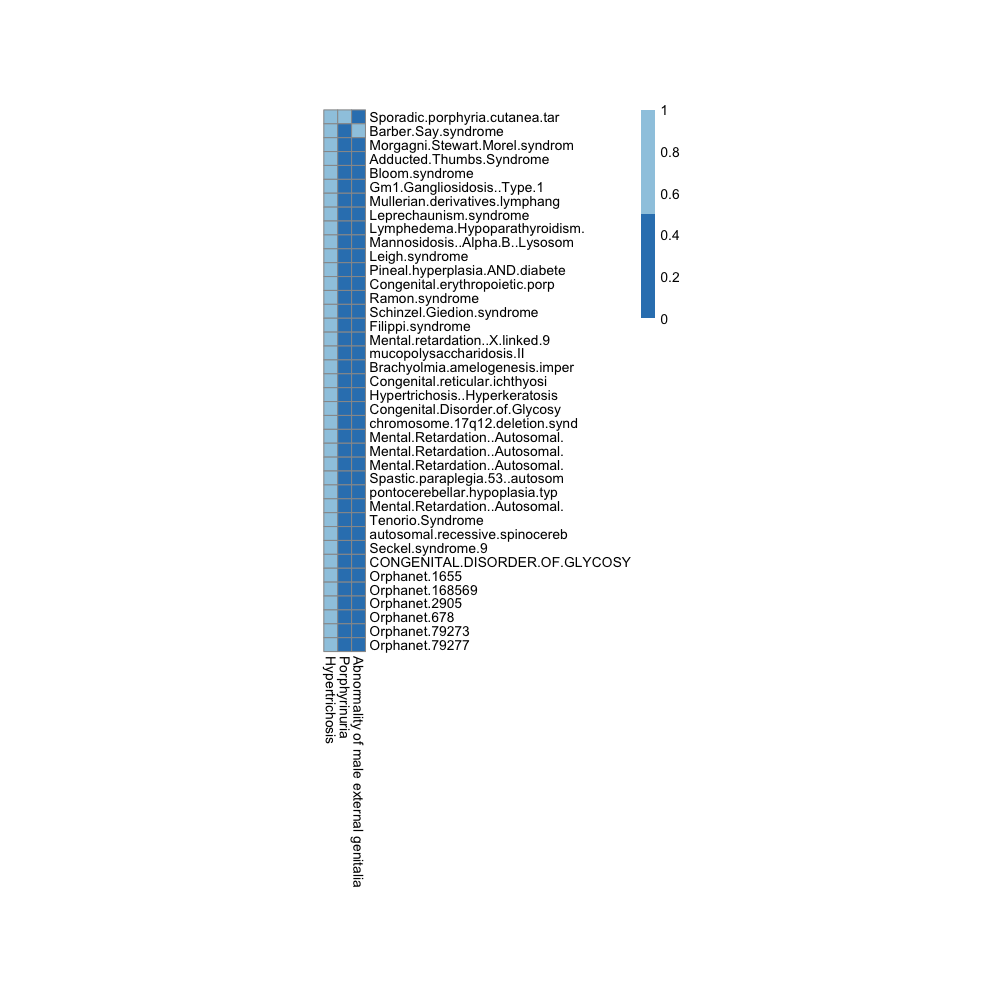 Sporadic.porphyria.cutanea.tar
Barber.Say.syndrome
Morgagni.Stewart.Morel.syndrom
Adducted.Thumbs.Syndrome
Bloom.syndrome
Gm1.Gangliosidosis..Type.1
Mullerian.derivatives.lymphang
Leprechaunism.syndrome
Lymphedema.Hypoparathyroidism.
Mannosidosis..Alpha.B..Lysosom
Leigh.syndrome
Pineal.hyperplasia.AND.diabete
Congenital.erythropoietic.porp
Ramon.syndrome
Schinzel.Giedion.syndrome
Filippi.syndrome
Mental.retardation..X.linked.9
mucopolysaccharidosis.II
Brachyolmia.amelogenesis.imper
Congenital.reticular.ichthyosi
Hypertrichosis..Hyperkeratosis
Congenital.Disorder.of.Glycosy
chromosome.17q12.deletion.synd
Mental.Retardation..Autosomal.
Mental.Retardation..Autosomal.
Mental.Retardation..Autosomal.
Spastic.paraplegia.53..autosom
pontocerebellar.hypoplasia.typ
Mental.Retardation..Autosomal.
Tenorio.Syndrome
autosomal.recessive.spinocereb
Seckel.syndrome.9
CONGENITAL.DISORDER.OF.GLYCOSY
Orphanet.1655
Orphanet.168569
Orphanet.2905
Orphanet.678
Orphanet.79273
Orphanet.79277
Hypertrichosis
Porphyrinuria
Abnormality of male external genitalia
1
0.8
0.6
0.4
0.2
0